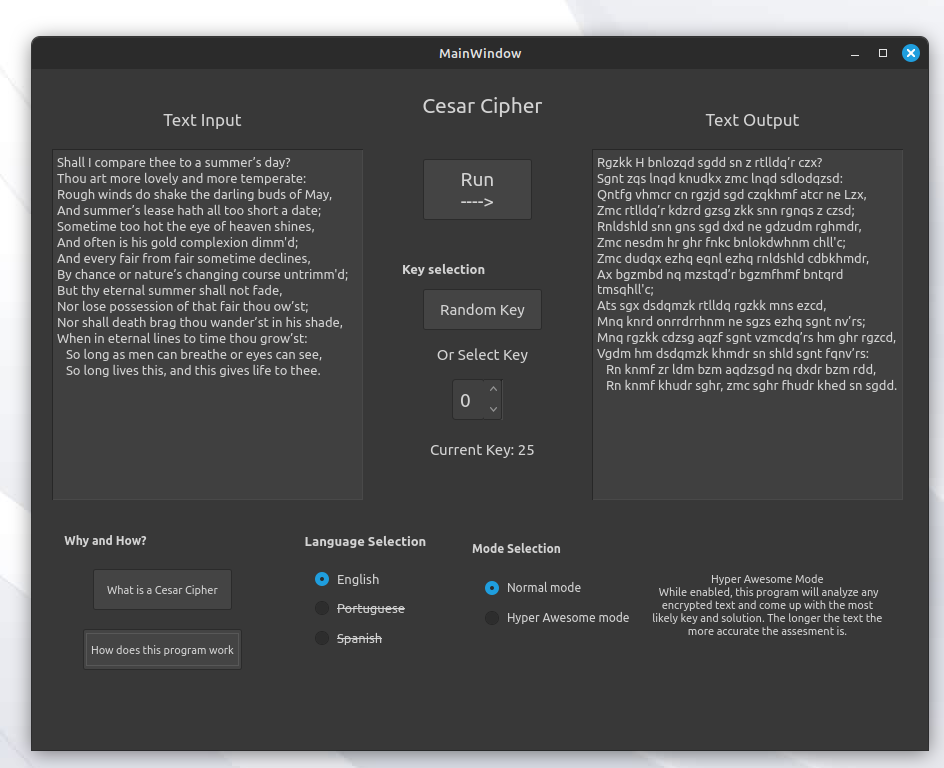 MainWindow
Cesar Cipher
Text Input
Text Output
Shall I compare thee to a summer’s day?
Thou art more lovely and more temperate:
Rough winds do shake the darling buds of May,
And summer’s lease hath all too short a date;
Sometime too hot the eye of heaven shines,
And often is his gold complexion dimm'd;
And every fair from fair sometime declines,
By chance or nature’s changing course untrimm'd;
But thy eternal summer shall not fade,
Nor lose possession of that fair thou ow’st;
Nor shall death brag thou wander’st in his shade,
When in eternal lines to time thou grow’st:
So long as men can breathe or eyes can see,
So long lives this, and this gives life to thee.
Run
---->
Key selection
Random Key
Or Select Key
0
Current Key: 25
Rgzkk H bnlozqd sgdd sn z rtlldq’r czx?
Sgnt zqs lnqd knudkx zmc lnqd sdlodqzsd:
Qntfg vhmcr cn rgzjd sgd czqkhmf atcr ne Lzx,
Zmc rtlldq’r kdzrd gzsg zkk snn rgnqs z czsd;
Rnldshld snn gns sgd dxd ne gdzudm rghmdr,
Zmc nesdm hr ghr fnkc bnlokdwhnm chll'c;
Zmc dudqx ezhq eqnl ezhq rnldshld cdbkhmdr,
Ax bgzmbd nq mzstqd’r bgzmfhmf bntqrd
tmsqhll'c;
Ats sgx dsdqmzk rtlldq rgzkk mns ezcd,
Mnq knrd onrrdrrhnm ne sgzs ezhq sgnt nv’rs;
Mnq rgzkk cdzsg aqzf sgnt vzmcdq’rs hm ghr rgzcd,
Vgdm hm dsdqmzk khmdr sn shld sgnt fqnv’rs:
Rn knmf zr ldm bzm aqdzsgd nq dxdr bzm rdd,
Rn knmf khudr sghr, zmc sghr fhudr khed sn sgdd.
Why and How?
What is a Cesar Cipher
How does this program work
Language Selection
English
Portuguese
Spanish
Mode Selection
Normal mode
Hyper Awesome mode
Hyper Awesome Mode
While enabled, this program will analyze any
encrypted text and come up with the most
likely key and solution. The longer the text the
more accurate the assesment is.